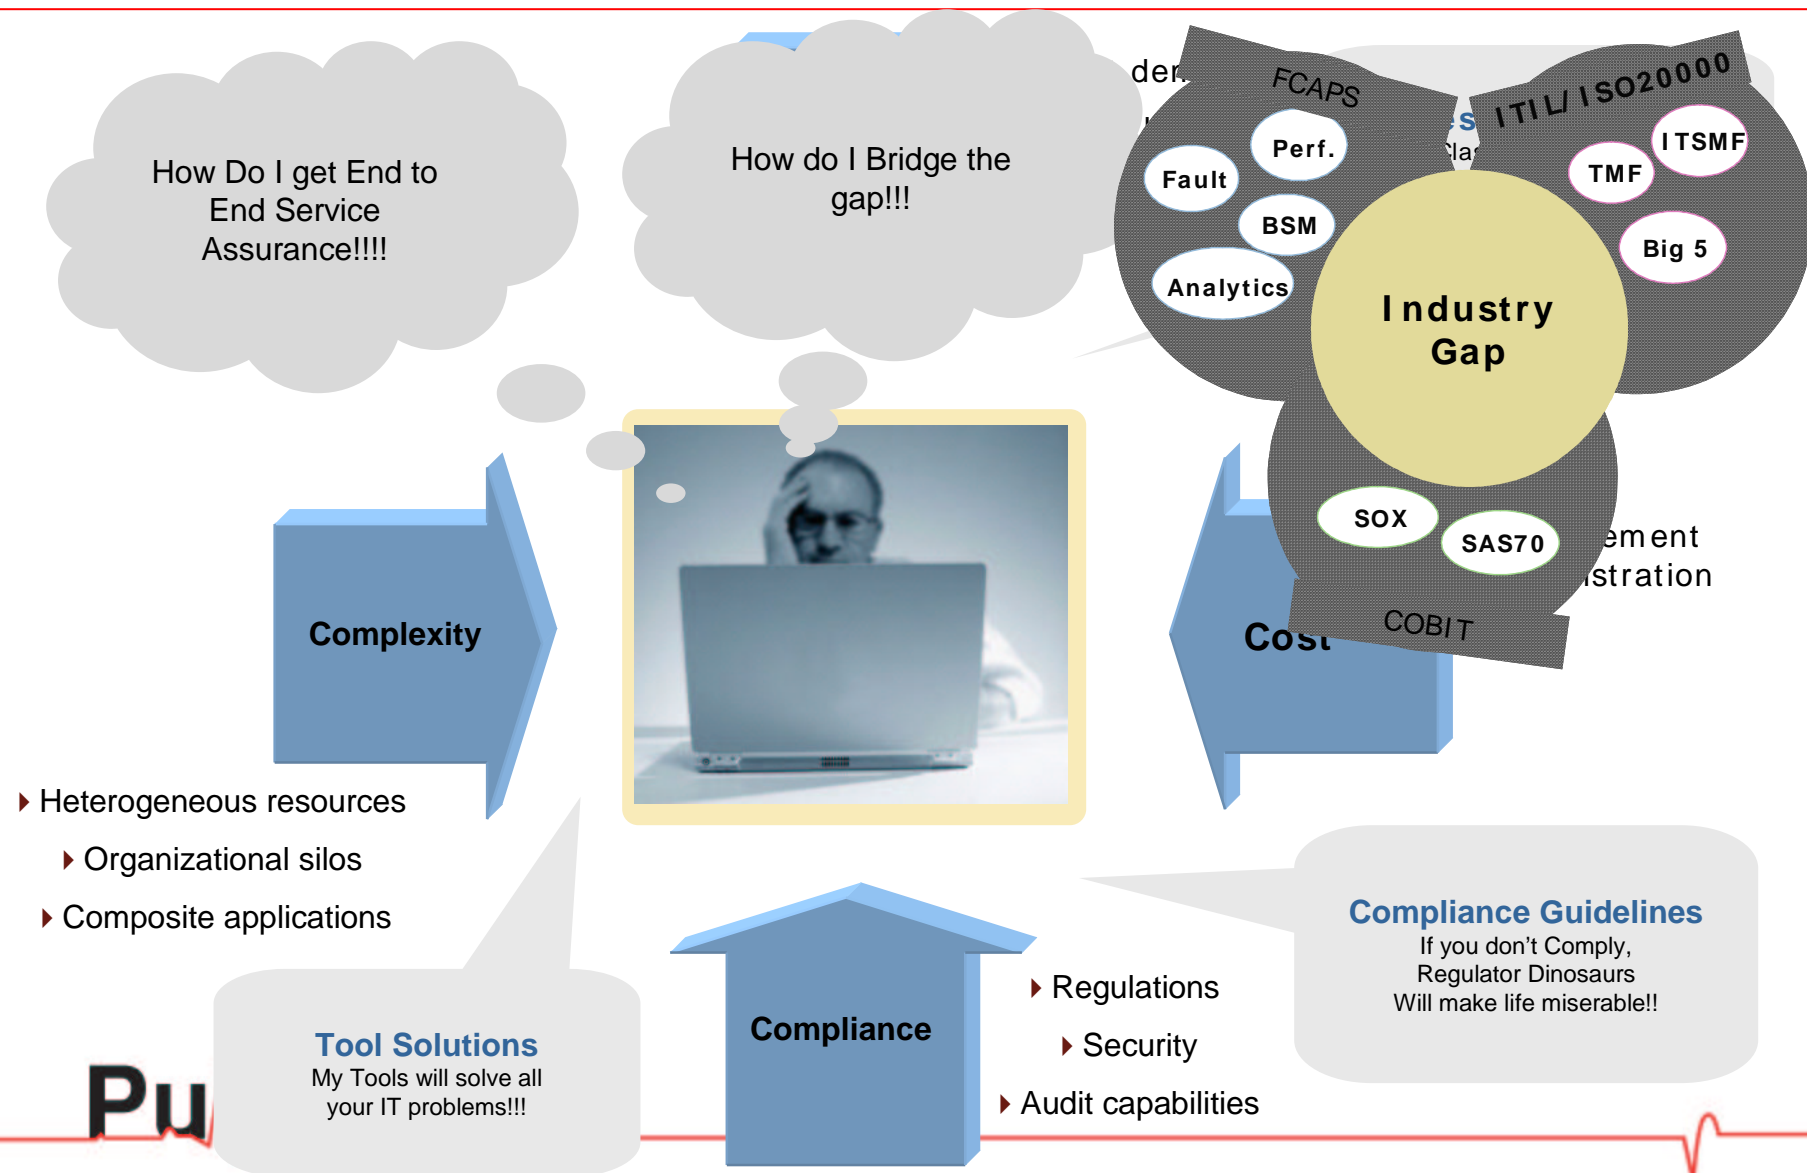 How Do I get End to
End Service
Assurance!!!!
How do I Bridge the
gap!!!
FCAPS
Perf.
Fault
BSM
Analytics
ITIL/ISO20000
ITSMF
TMF
Big 5
Industry
Gap
SOX
SAS70
COBIT
Complexity
Cost
Heterogeneous resources
Organizational silos
Composite applications
Compliance
Regulations
Security
Audit capabilities
Tool Solutions
My Tools will solve all
your IT problems!!!
Compliance Guidelines
If you don’t Comply,
Regulator Dinosaurs
Will make life miserable!!
Pu